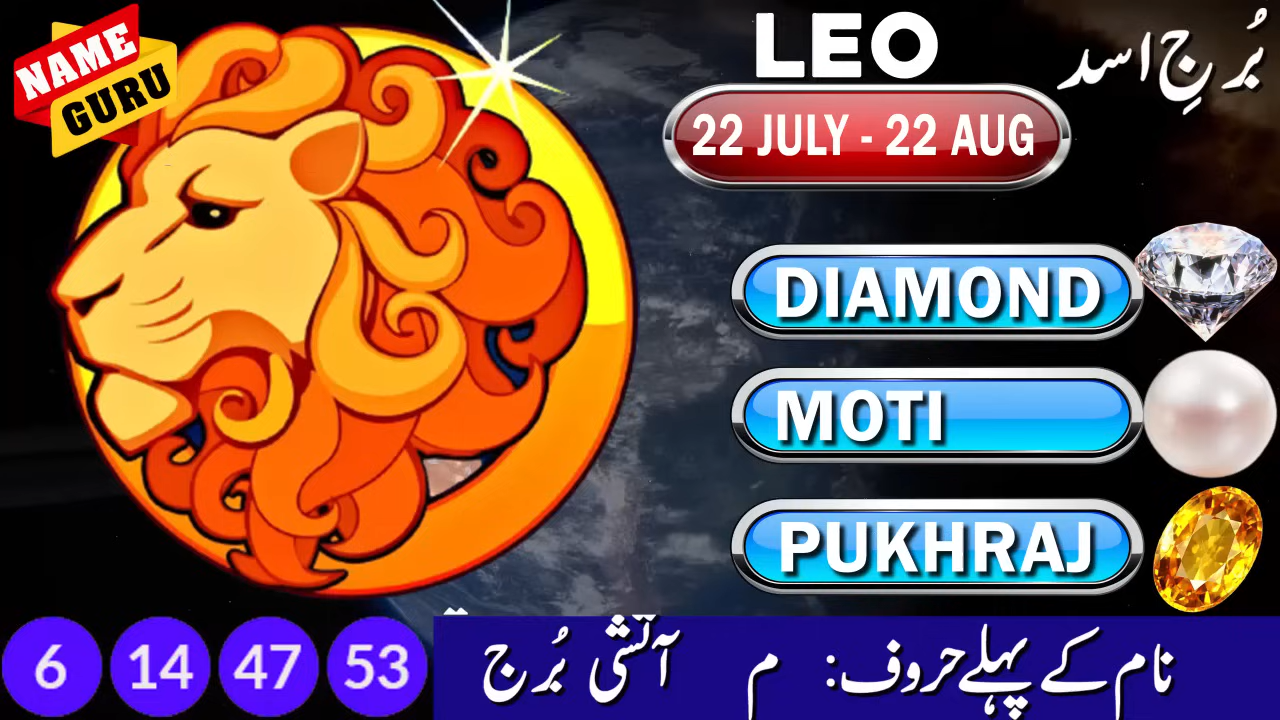 NAME
GURU
LEO
بُرجِ اسد
22 JULY - 22 AUG
DIAMOND
MOTI
PUKHRAJ
6 14 47 53
نام کے پہلے حروف: م آتشی بُرج